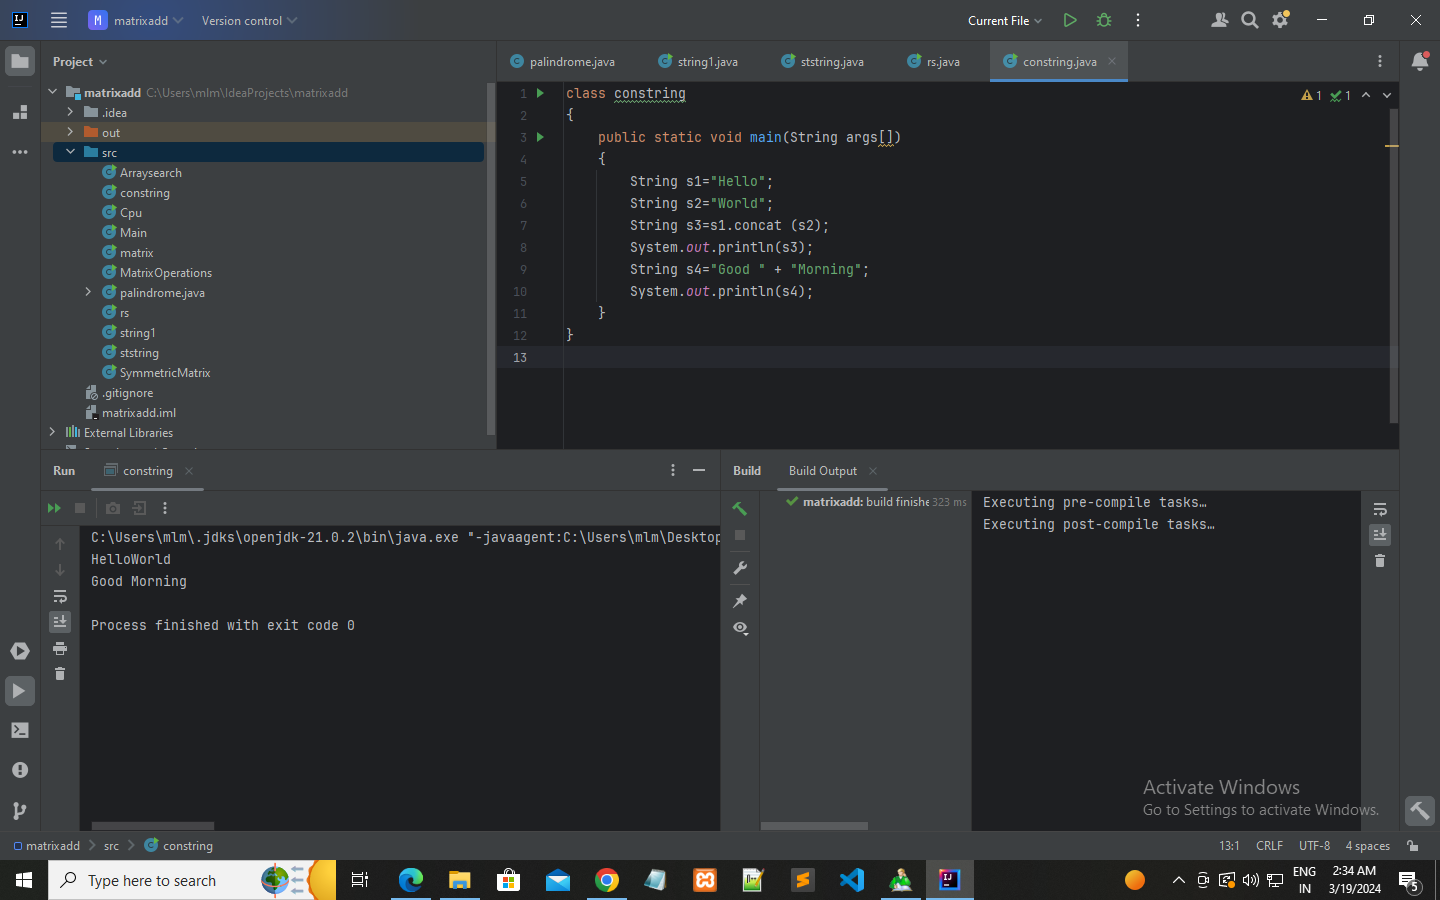 M matrixadd Version control Current File
Project
palindrome.java string1.java ststring.java rs.java constring.java
matrixadd C:\Users\mlm\IdeaProjects\matrixadd
.idea
out
src
Arraysearch
constring
Cpu
Main
matrix
MatrixOperations
palindrome.java
rs
string1
ststring
SymmetricMatrix
.gitignore
matrixadd.iml
External Libraries
1 class constring
2 {
3 public static void main(String args[])
4 {
5 String s1="Hello";
6 String s2="World";
7 String s3=s1.concat (s2);
8 System.out.println(s3);
9 String s4="Good " + "Morning";
10 System.out.println(s4);
11 }
12 }
13
1 1
Run constring
C:\Users\mlm\.jdks\openjdk-21.0.2\bin\java.exe "-javaagent:C:\Users\mlm\Desktop
HelloWorld
Good Morning
Process finished with exit code 0
Build Build Output
matrixadd: build finishe 323 ms
Executing pre-compile tasks…
Executing post-compile tasks…
Activate Windows
Go to Settings to activate Windows.
matrixadd src constring 13:1 CRLF UTF-8 4 spaces
Type here to search
ENG
IN
2:34 AM
3/19/2024
5